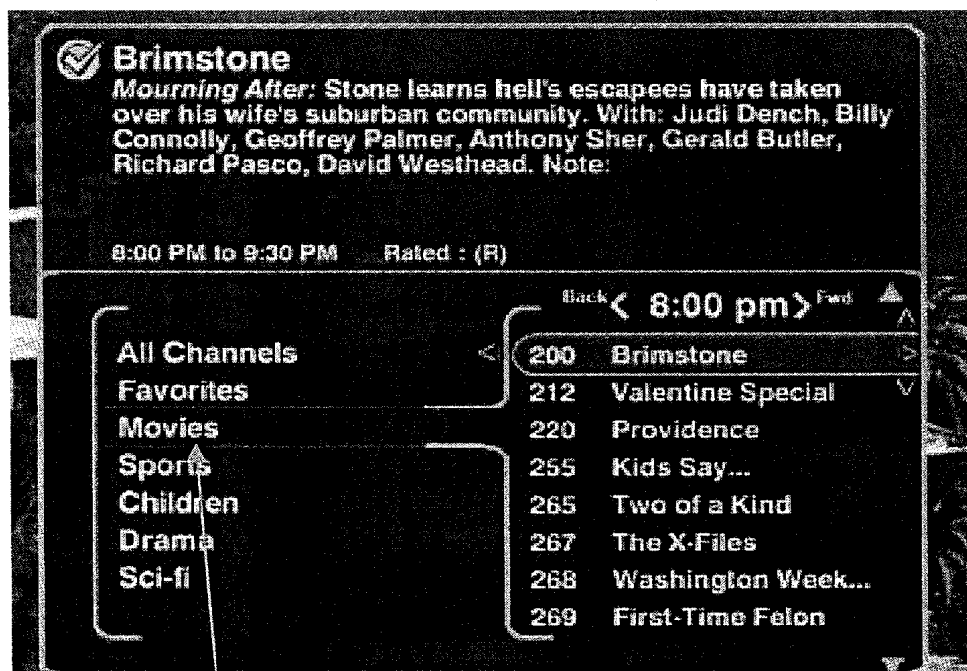 Brimstone
Mourning After: Stone learns hell's escapees have taken
over his wife's suburban community. With: Judi Dench, Billy
Connolly, Geoffrey Palmer, Anthony Sher, Gerald Butler,
Richard Pasco, David Westhead. Note:
8:00 PM to 9:30 PM Rated : (R)
Back < 8:00 pm > Fwd
All Channels
Favorites
Movies
Sports
Children
Drama
Sci-fi
200 Brimstone
212 Valentine Special
220 Providence
255 Kids Say...
265 Two of a Kind
267 The X-Files
268 Washington Week...
269 First-Time Felon